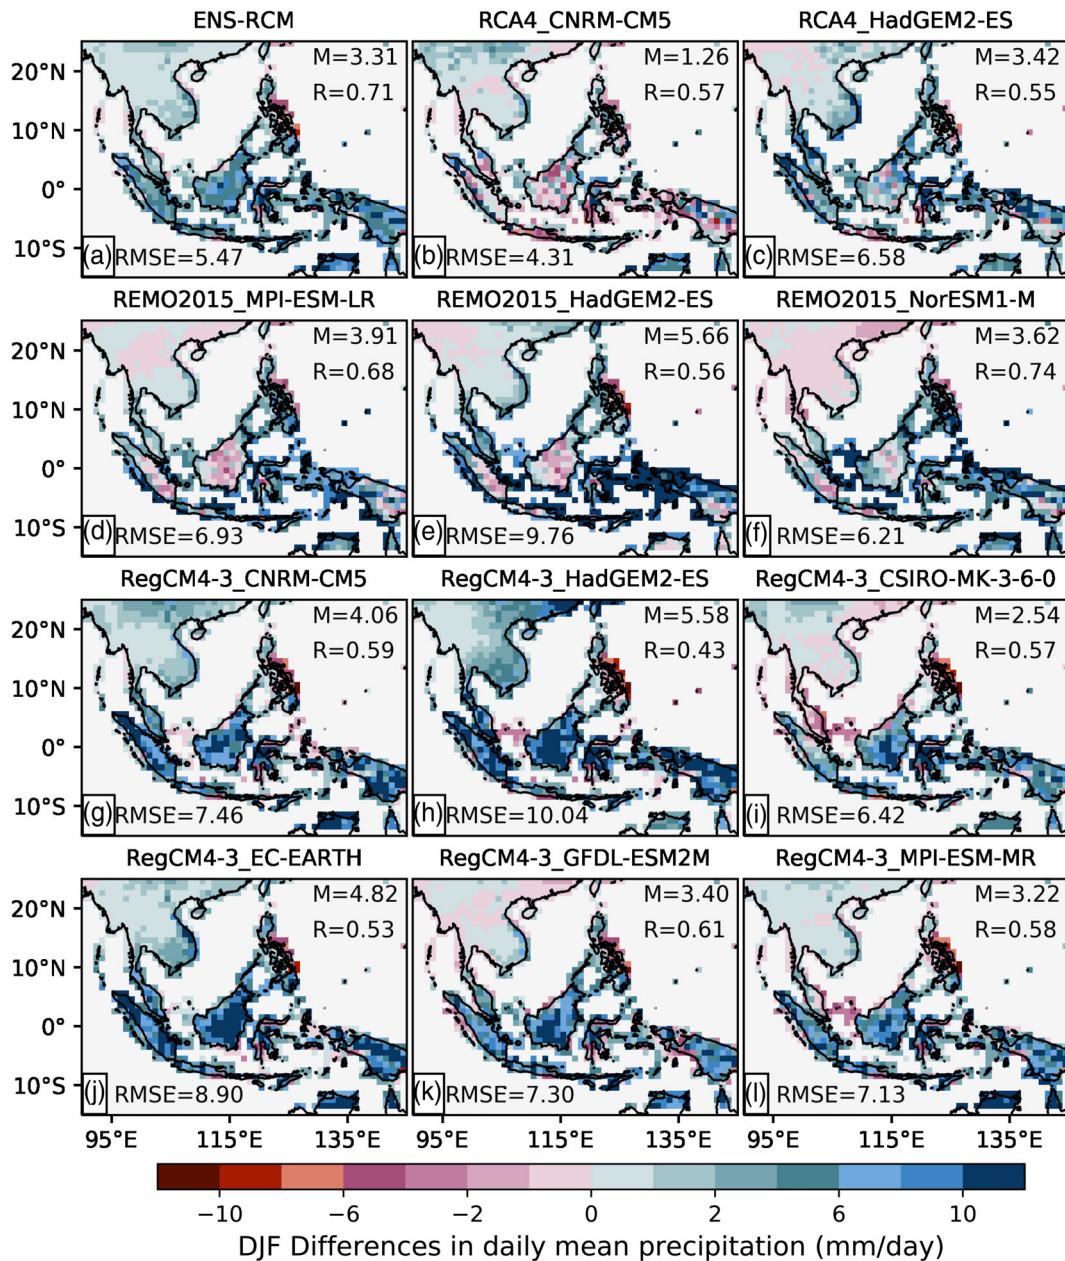 ENS-RCM RCA4_CNRM-CM5 RCA4_HadGEM2-ES
20°N M=3.31 M=1.26 M=3.42
R=0.71 R=0.57 R=0.55
10°N
0°
10°S
(a) RMSE=5.47 (b) RMSE=4.31 (c) RMSE=6.58
REMO2015_MPI-ESM-LR REMO2015_HadGEM2-ES REMO2015_NorESM1-M
20°N M=3.91 M=5.66 M=3.62
R=0.68 R=0.56 R=0.74
10°N
0°
10°S
(d) RMSE=6.93 (e) RMSE=9.76 (f) RMSE=6.21
RegCM4-3_CNRM-CM5 RegCM4-3_HadGEM2-ES RegCM4-3_CSIRO-MK-3-6-0
20°N M=4.06 M=5.58 M=2.54
R=0.59 R=0.43 R=0.57
10°N
0°
10°S
(g) RMSE=7.46 (h) RMSE=10.04 (i) RMSE=6.42
RegCM4-3_EC-EARTH RegCM4-3_GFDL-ESM2M RegCM4-3_MPI-ESM-MR
20°N M=4.82 M=3.40 M=3.22
R=0.53 R=0.61 R=0.58
10°N
0°
10°S
(j) RMSE=8.90 (k) RMSE=7.30 (l) RMSE=7.13
95°E 115°E 135°E 95°E 115°E 135°E 95°E 115°E 135°E
−10 −6 −2 0 2 6 10
DJF Differences in daily mean precipitation (mm/day)